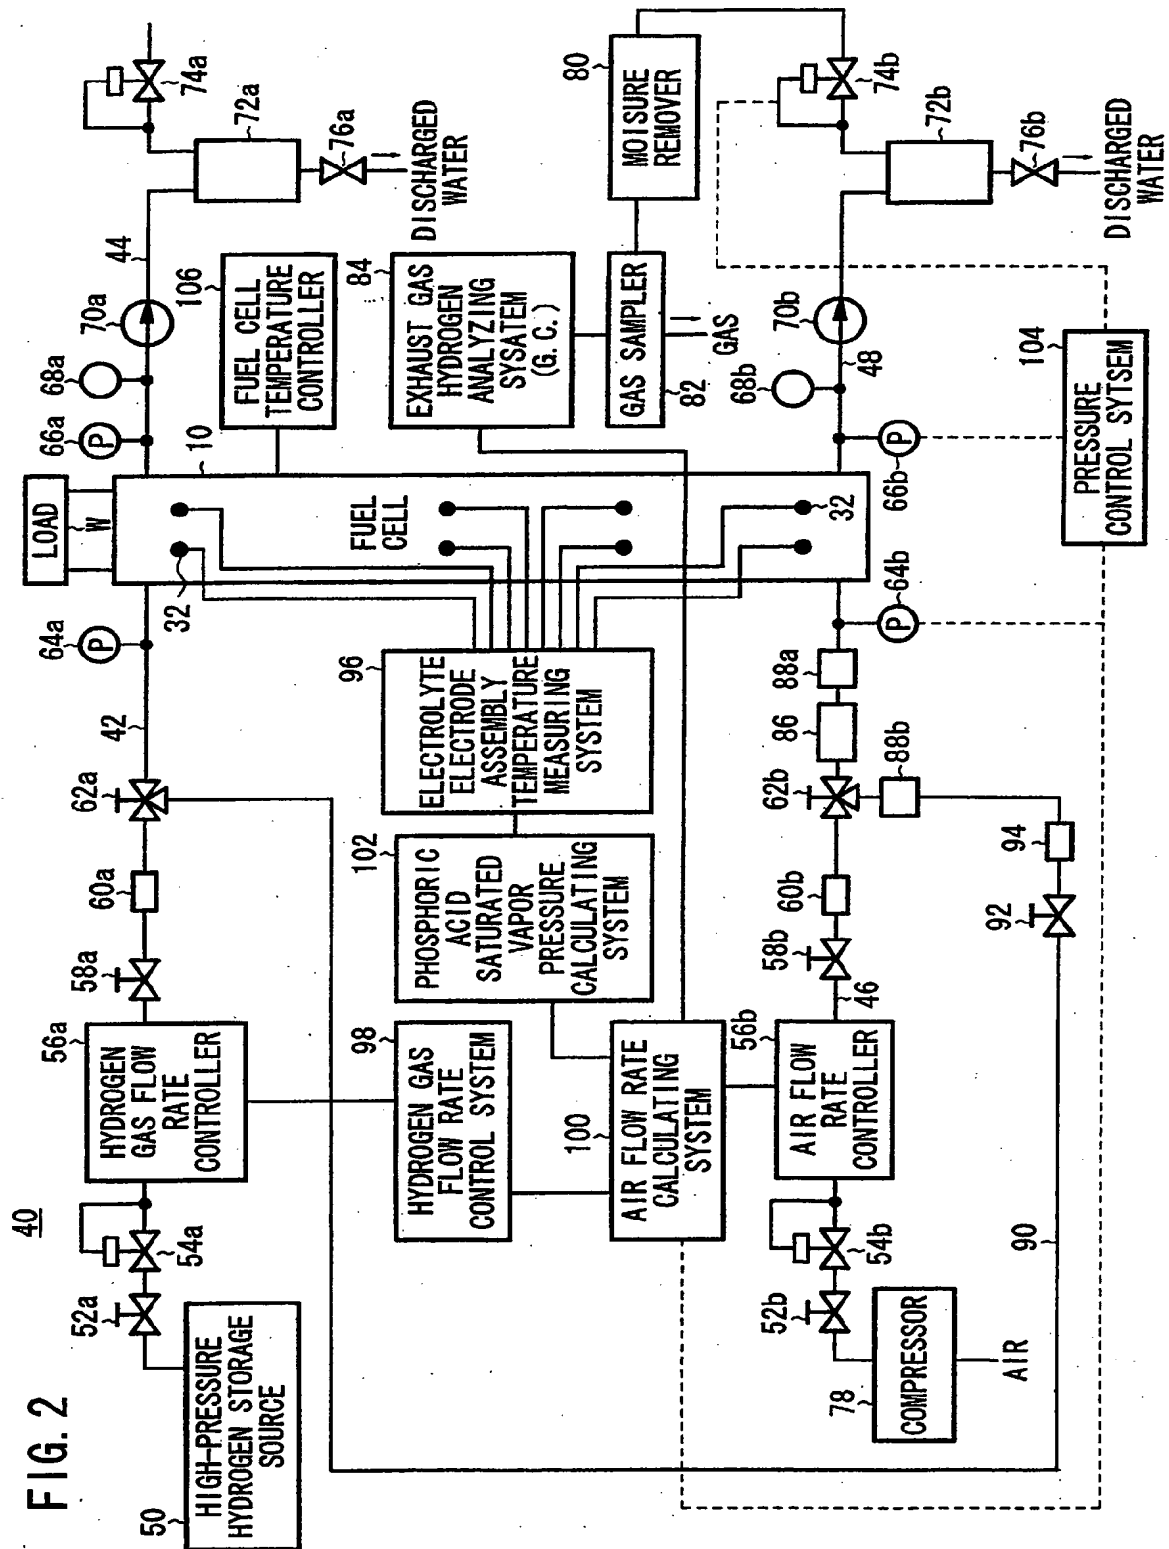 FIG. 2
40
HIGH-PRESSURE
HYDROGEN STORAGE
SOURCE
50
52a
54a
HYDROGEN
GAS FLOW
RATE
CONTROLLER
56a
58a
60a
62a
42
64a
LOAD
W
66a
68a
70a
44
72a
74a
76a
DISCHARGED
WATER
32
FUEL
CELL
10
32
FUEL CELL
TEMPERATURE
CONTROLLER
106
EXHAUST GAS
HYDROGEN
ANALYZING
SYSATEM
(G. C.)
84
GAS SAMPLER
82
GAS
MOISURE
REMOVER
80
ELECTROLYTE
ELECTRODE
ASSEMBLY
TEMPERATURE
MEASURING
SYSTEM
96
PHOSPHORIC
ACID
SATURATED
VAPOR
PRESSURE
CALCULATING
SYSTEM
102
HYDROGEN GAS
FLOW RATE
CONTROL SYSTEM
98
AIR FLOW RATE
CALCULATING
SYSTEM
100
AIR
COMPRESSOR
78
52b
54b
AIR FLOW
RATE
CONTROLLER
56b
46
58b
60b
62b
86
88a
88b
64b
P
P
P
P
66b
68b
70b
48
72b
74b
76b
DISCHARGED
WATER
90
92
94
PRESSURE
CONTROL SYTSEM
104